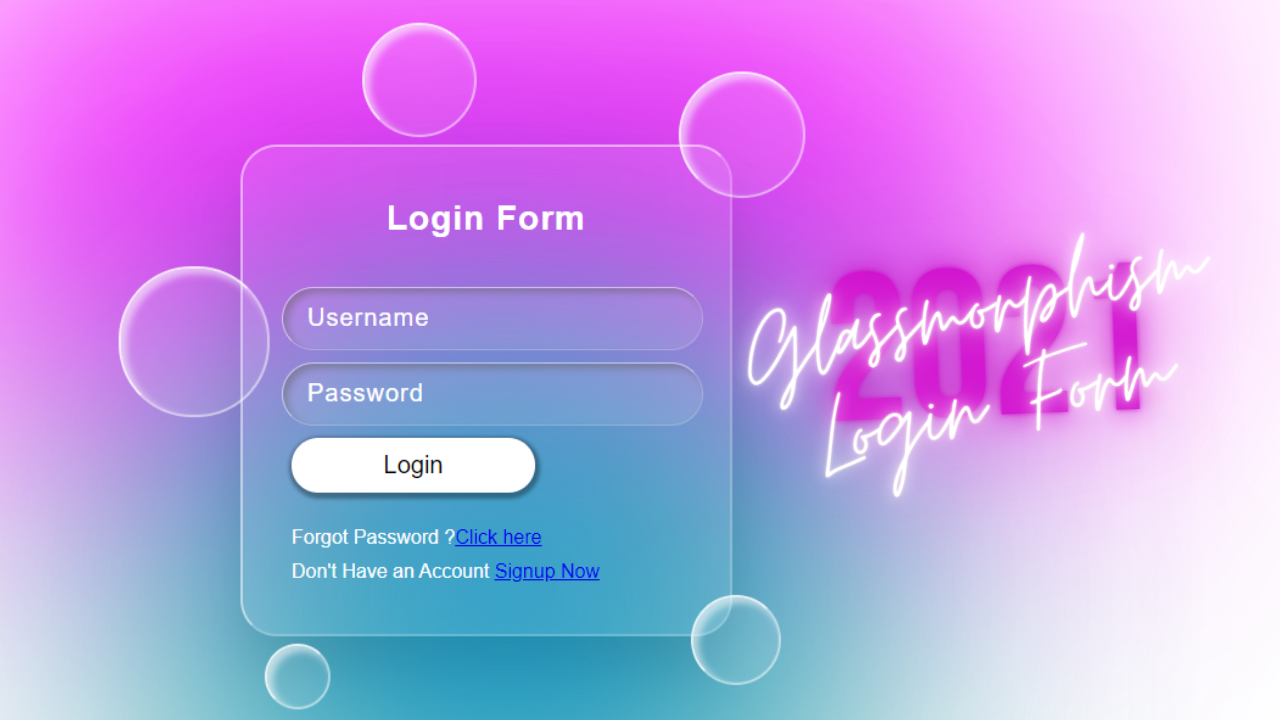 Login Form
Username
Password
Login
Forgot Password ?Click here
Don't Have an Account Signup Now
2021
Glassmorphism
Login Form